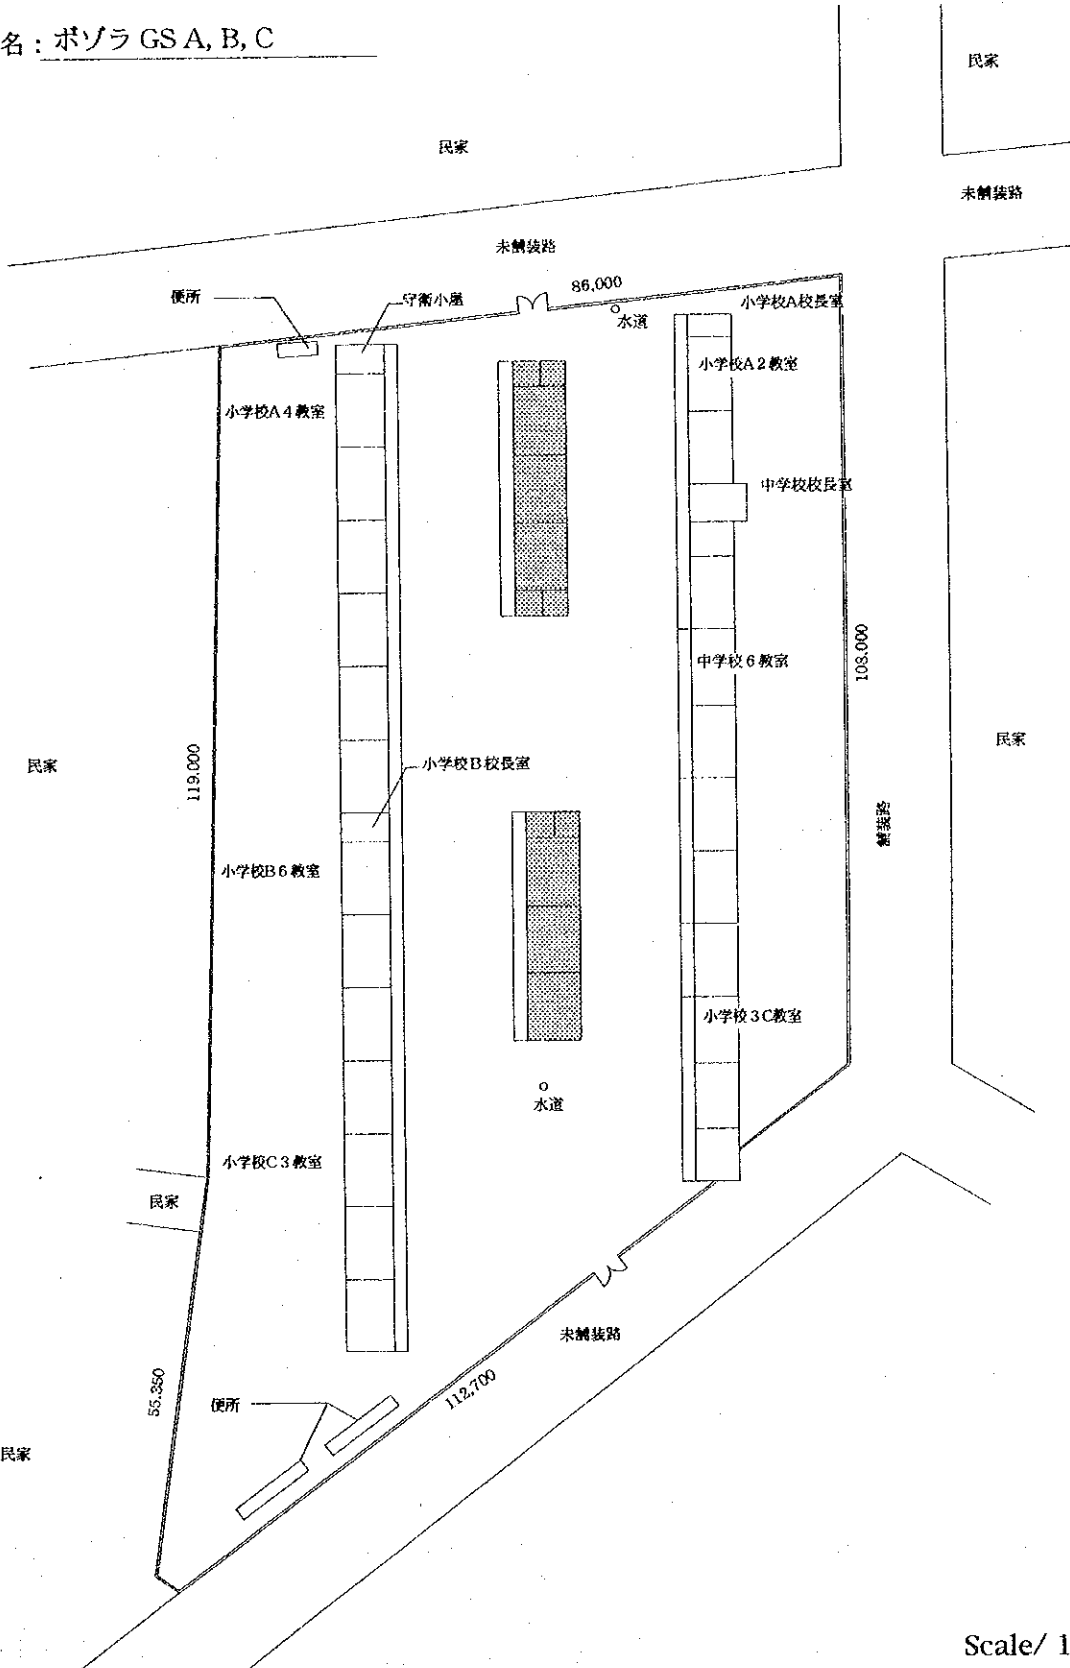 名：ボゾラ GS A, B, C
民家
民家
未舗装路
未舗装路
便所
守衛小屋
86,000
水道
小学校A校長室
小学校A2教室
小学校A4教室
中学校校長室
108.000
中学校6教室
民家
119.000
民家
小学校B校長室
舗装路
小学校B6教室
小学校3C教室
水道
小学校C3教室
民家
未舗装路
55.350
便所
112,700
民家
Scale/ 1